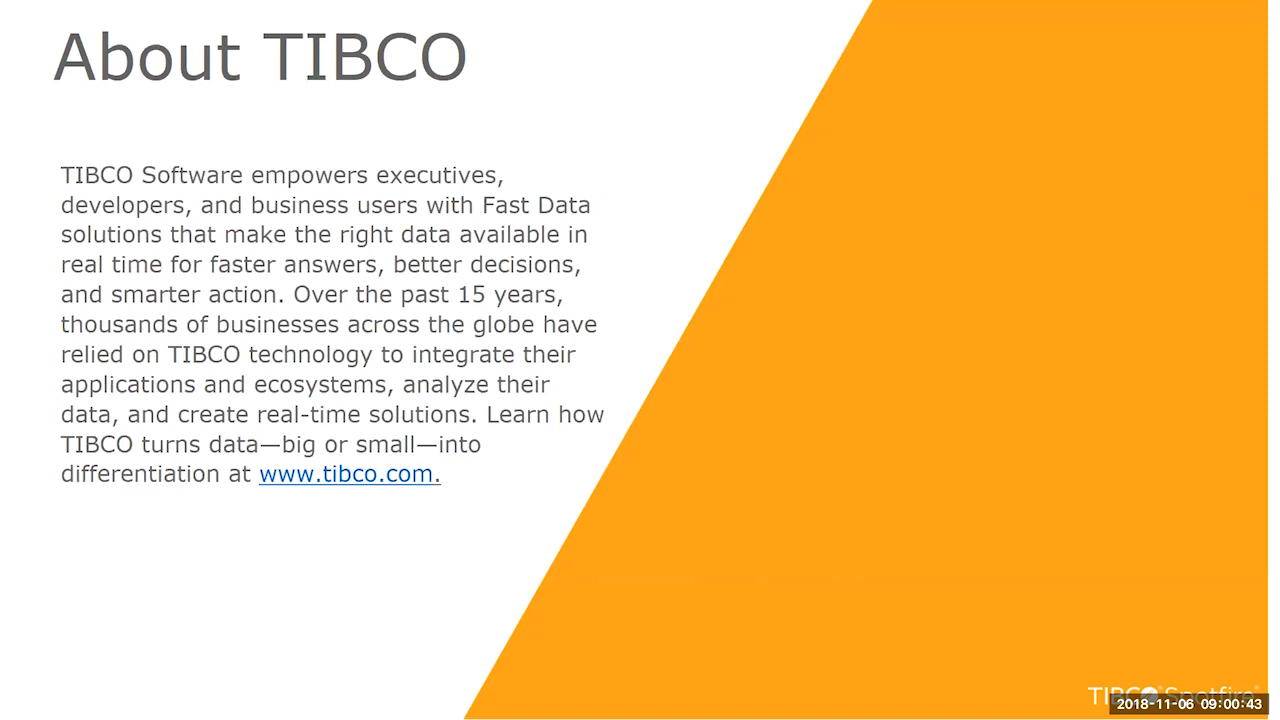 About TIBCO
TIBCO Software empowers executives,
developers, and business users with Fast Data
solutions that make the right data available in
real time for faster answers, better decisions,
and smarter action. Over the past 15 years,
thousands of businesses across the globe have
relied on TIBCO technology to integrate their
applications and ecosystems, analyze their
data, and create real-time solutions. Learn how
TIBCO turns data—big or small—into
differentiation at www.tibco.com.
TIBCO Spotfire®
2018-11-06 09:00:43